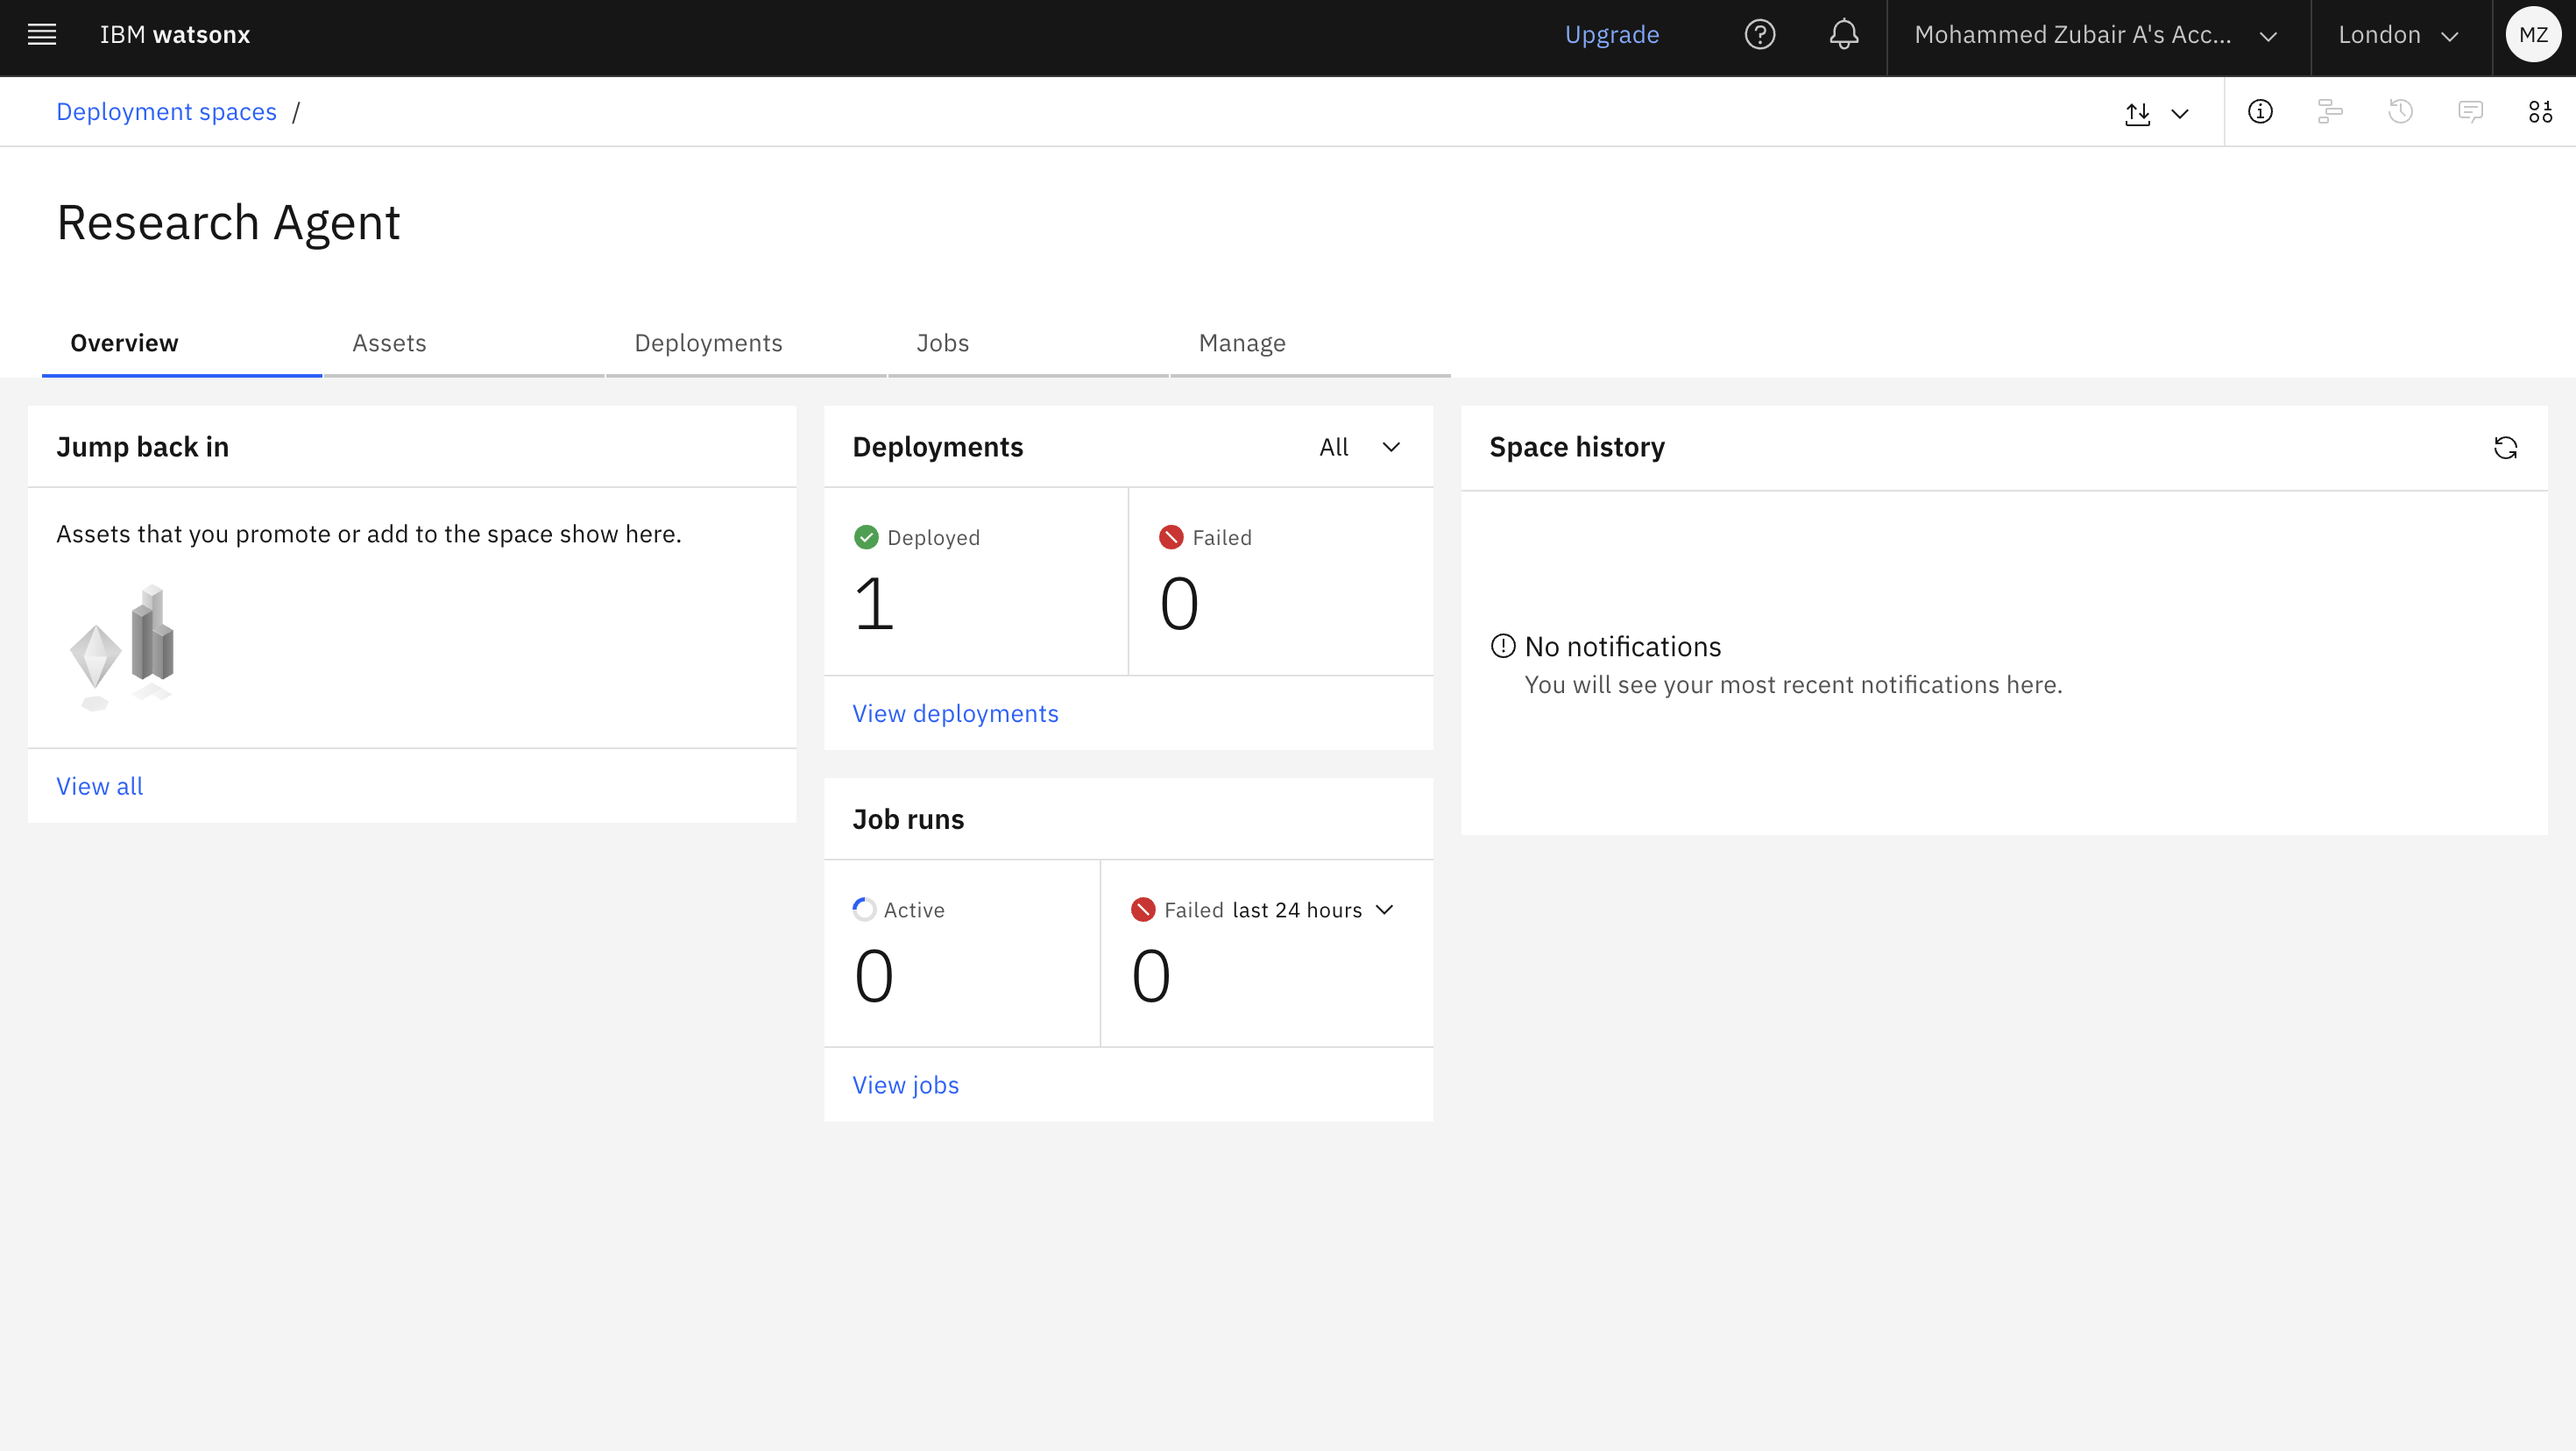 IBM watsonx
Upgrade
Mohammed Zubair A's Acc...
London
MZ
Deployment spaces /
Research Agent
Overview
Assets
Deployments
Jobs
Manage
Jump back in
Assets that you promote or add to the space show here.
View all
Deployments
All
Deployed
1
Failed
0
View deployments
Job runs
Active
0
Failed last 24 hours
0
View jobs
Space history
No notifications
You will see your most recent notifications here.